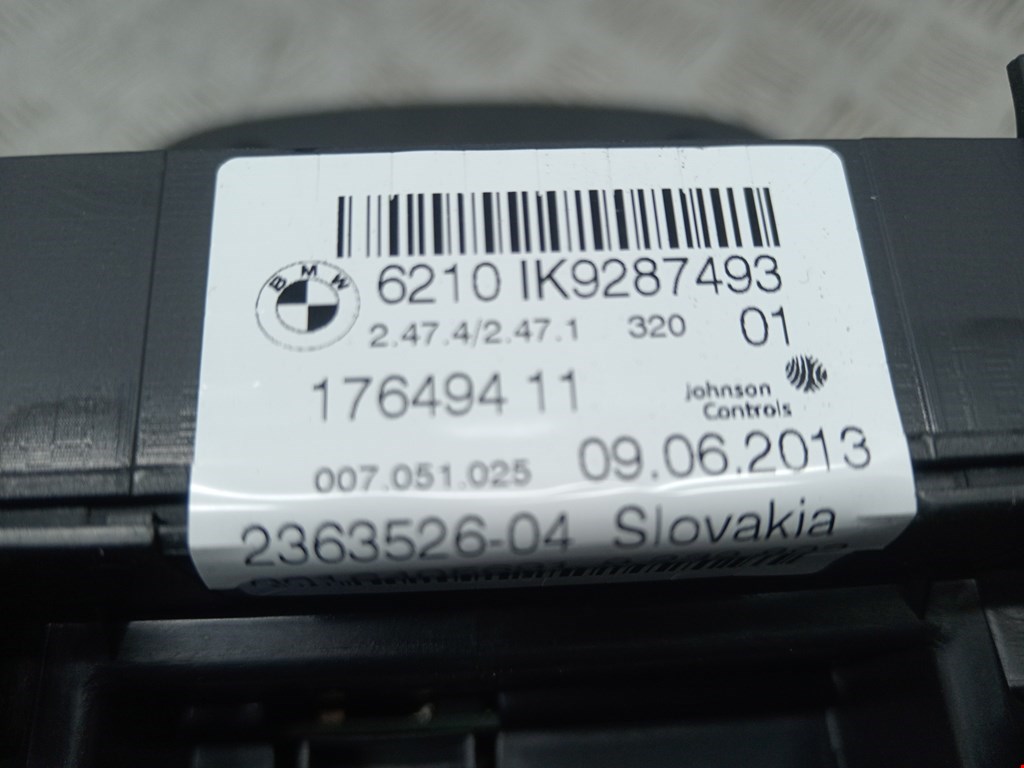 BMW
6210 IK9287493
2.47.4/2.47.1 320 01
176494 11
Johnson
Controls
007.051.025 09.06.2013
2363526-04 Slovakia